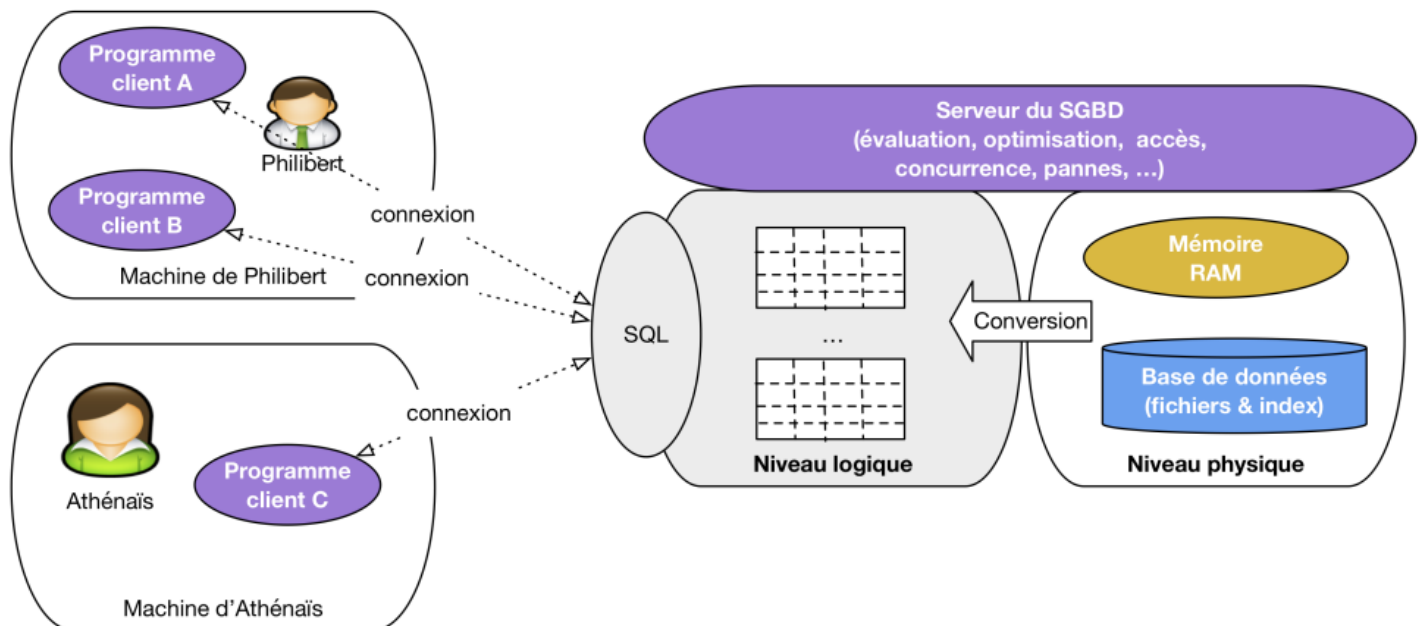 Programme
client A
Philibert
Programme
client B
Machine de Philibert
connexion
connexion
Athénaïs
Programme
client C
Machine d'Athénaïs
connexion
Serveur du SGBD
(évaluation, optimisation, accès,
concurrence, pannes, ...)
SQL
...
Niveau logique
Conversion
Mémoire
RAM
Base de données
(fichiers & index)
Niveau physique